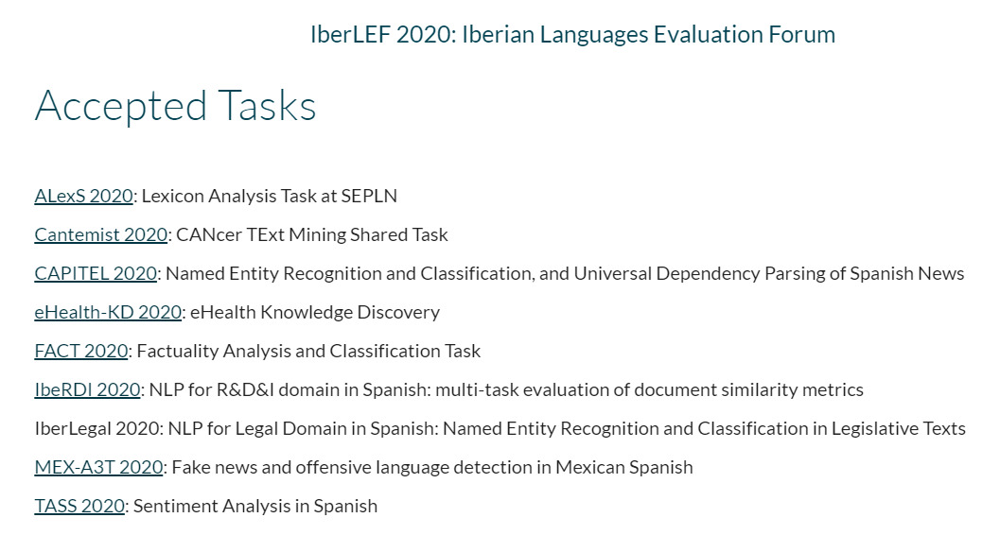 IberLEF 2020: Iberian Languages Evaluation Forum
Accepted Tasks
ALexS 2020: Lexicon Analysis Task at SEPLN
Cantemist 2020: CANcer TExt Mining Shared Task
CAPITEL 2020: Named Entity Recognition and Classification, and Universal Dependency Parsing of Spanish News
eHealth-KD 2020: eHealth Knowledge Discovery
FACT 2020: Factuality Analysis and Classification Task
IbeRDI 2020: NLP for R&D&I domain in Spanish: multi-task evaluation of document similarity metrics
IberLegal 2020: NLP for Legal Domain in Spanish: Named Entity Recognition and Classification in Legislative Texts
MEX-A3T 2020: Fake news and offensive language detection in Mexican Spanish
TASS 2020: Sentiment Analysis in Spanish